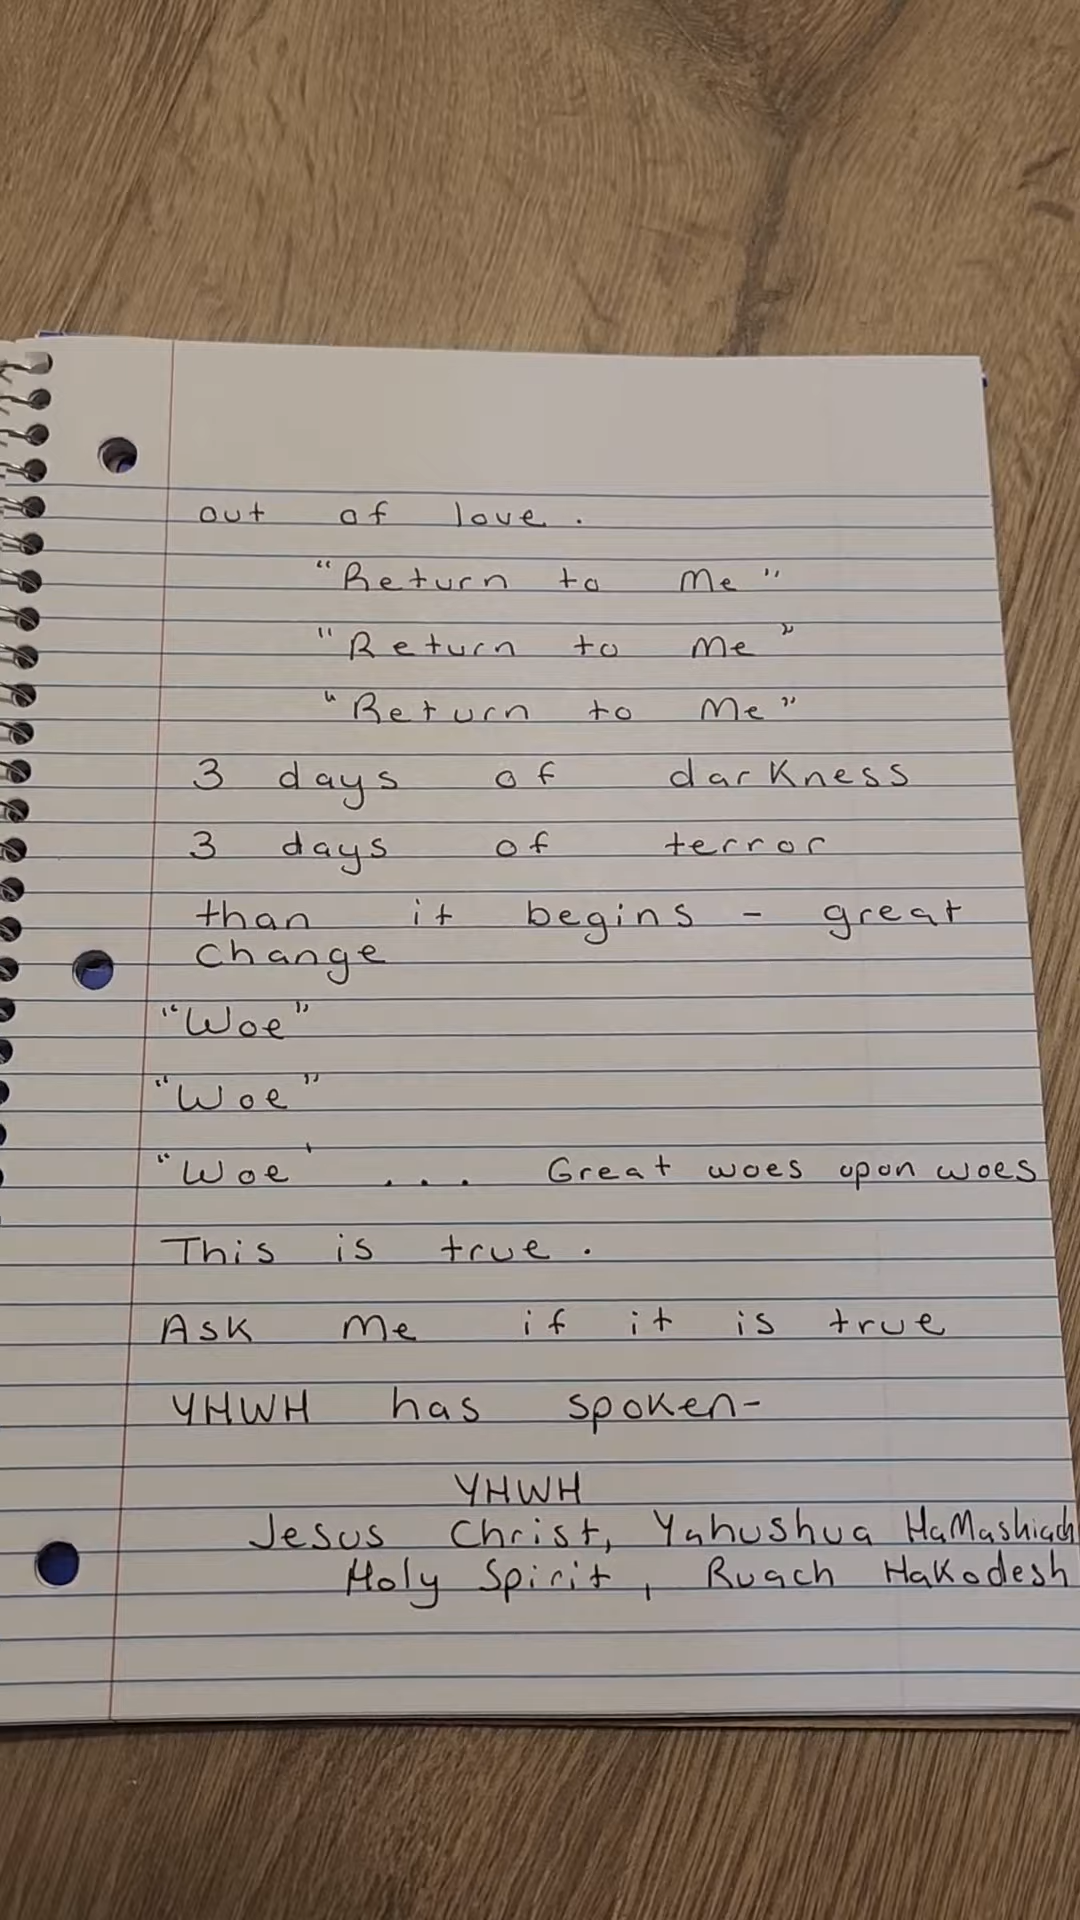 out of love.
"Return to Me"
"Return to Me"
"Return to Me"
3 days of darkness
3 days of terror
than it begins - great
change
"Woe"
"Woe"
"Woe' ... Great woes upon woes
This is true.
Ask Me if it is true
YHWH has spoken-
YHWH
Jesus Christ, Yahushua HaMashiach
Holy Spirit, Ruach HaKodesh